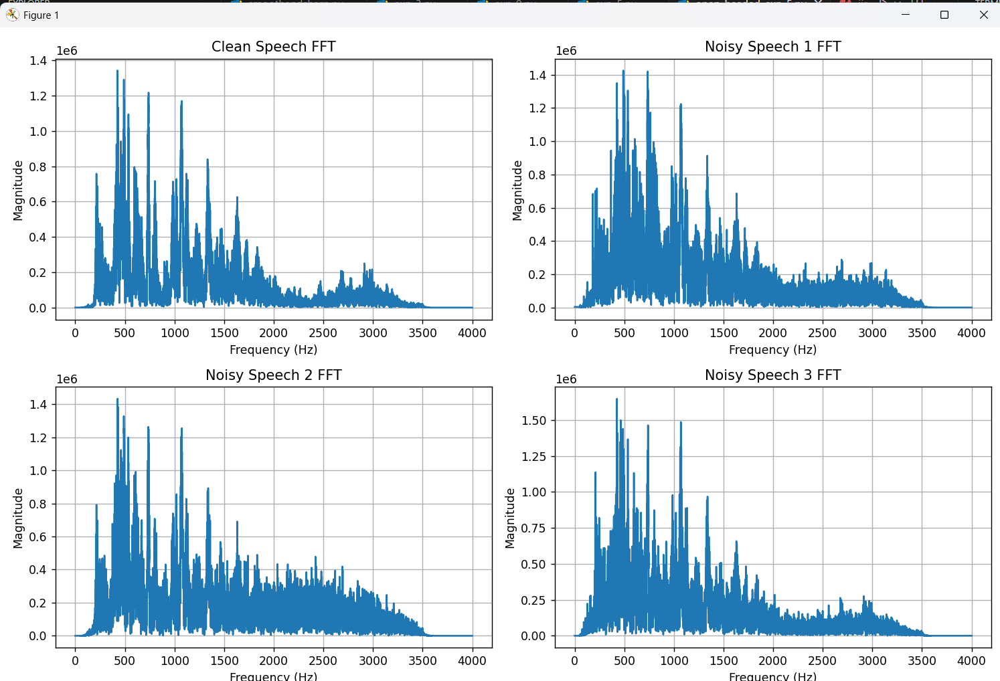 Figure 1
Clean Speech FFT
1e6
Magnitude
1.4
1.2
1.0
0.8
0.6
0.4
0.2
0.0
0 500 1000 1500 2000 2500 3000 3500 4000
Frequency (Hz)
Noisy Speech 1 FFT
1e6
Magnitude
1.4
1.2
1.0
0.8
0.6
0.4
0.2
0.0
0 500 1000 1500 2000 2500 3000 3500 4000
Frequency (Hz)
Noisy Speech 2 FFT
1e6
Magnitude
1.4
1.2
1.0
0.8
0.6
0.4
0.2
0.0
0 500 1000 1500 2000 2500 3000 3500 4000
Frequency (Hz)
Noisy Speech 3 FFT
1e6
Magnitude
1.50
1.25
1.00
0.75
0.50
0.25
0.00
0 500 1000 1500 2000 2500 3000 3500 4000
Frequency (Hz)